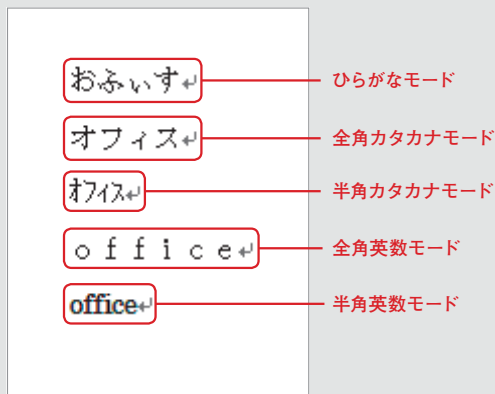 おふぃす↵ ひらがなモード
オフィス↵ 全角カタカナモード
ｵﾌｨｽ↵ 半角カタカナモード
ｏｆｆｉｃｅ↵ 全角英数モード
office↵ 半角英数モード